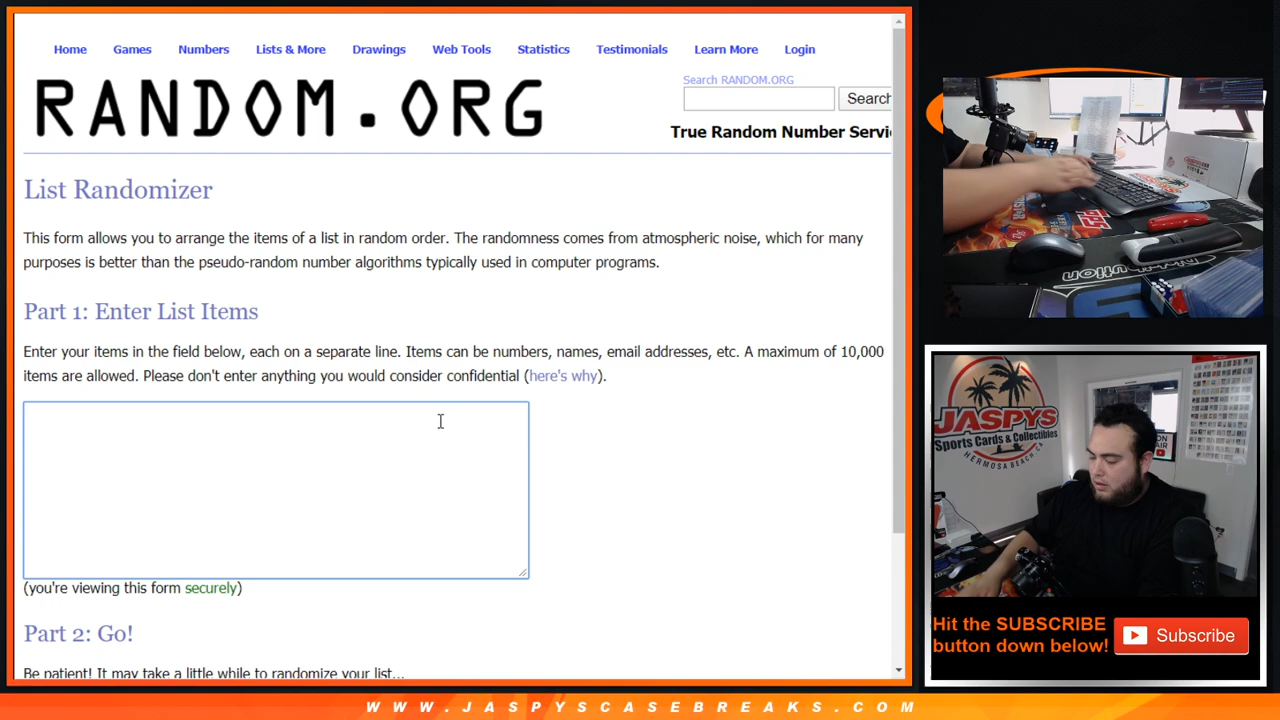 Home Games Numbers Lists & More Drawings Web Tools Statistics Testimonials Learn More Login
RANDOM.ORG
Search RANDOM.ORG
Search
True Random Number Servi
List Randomizer
This form allows you to arrange the items of a list in random order. The randomness comes from atmospheric noise, which for many
purposes is better than the pseudo-random number algorithms typically used in computer programs.
Part 1: Enter List Items
Enter your items in the field below, each on a separate line. Items can be numbers, names, email addresses, etc. A maximum of 10,000
items are allowed. Please don't enter anything you would consider confidential (here's why).
(you're viewing this form securely)
Part 2: Go!
Be patient! It may take a little while to randomize your list...
JASPYS
Sports Cards & Collectibles
HERMOSA BEACH, CA
ON
AIR
Hit the SUBSCRIBE
button down below!
Subscribe
WWW.JASPYSCASEBREAKS.COM